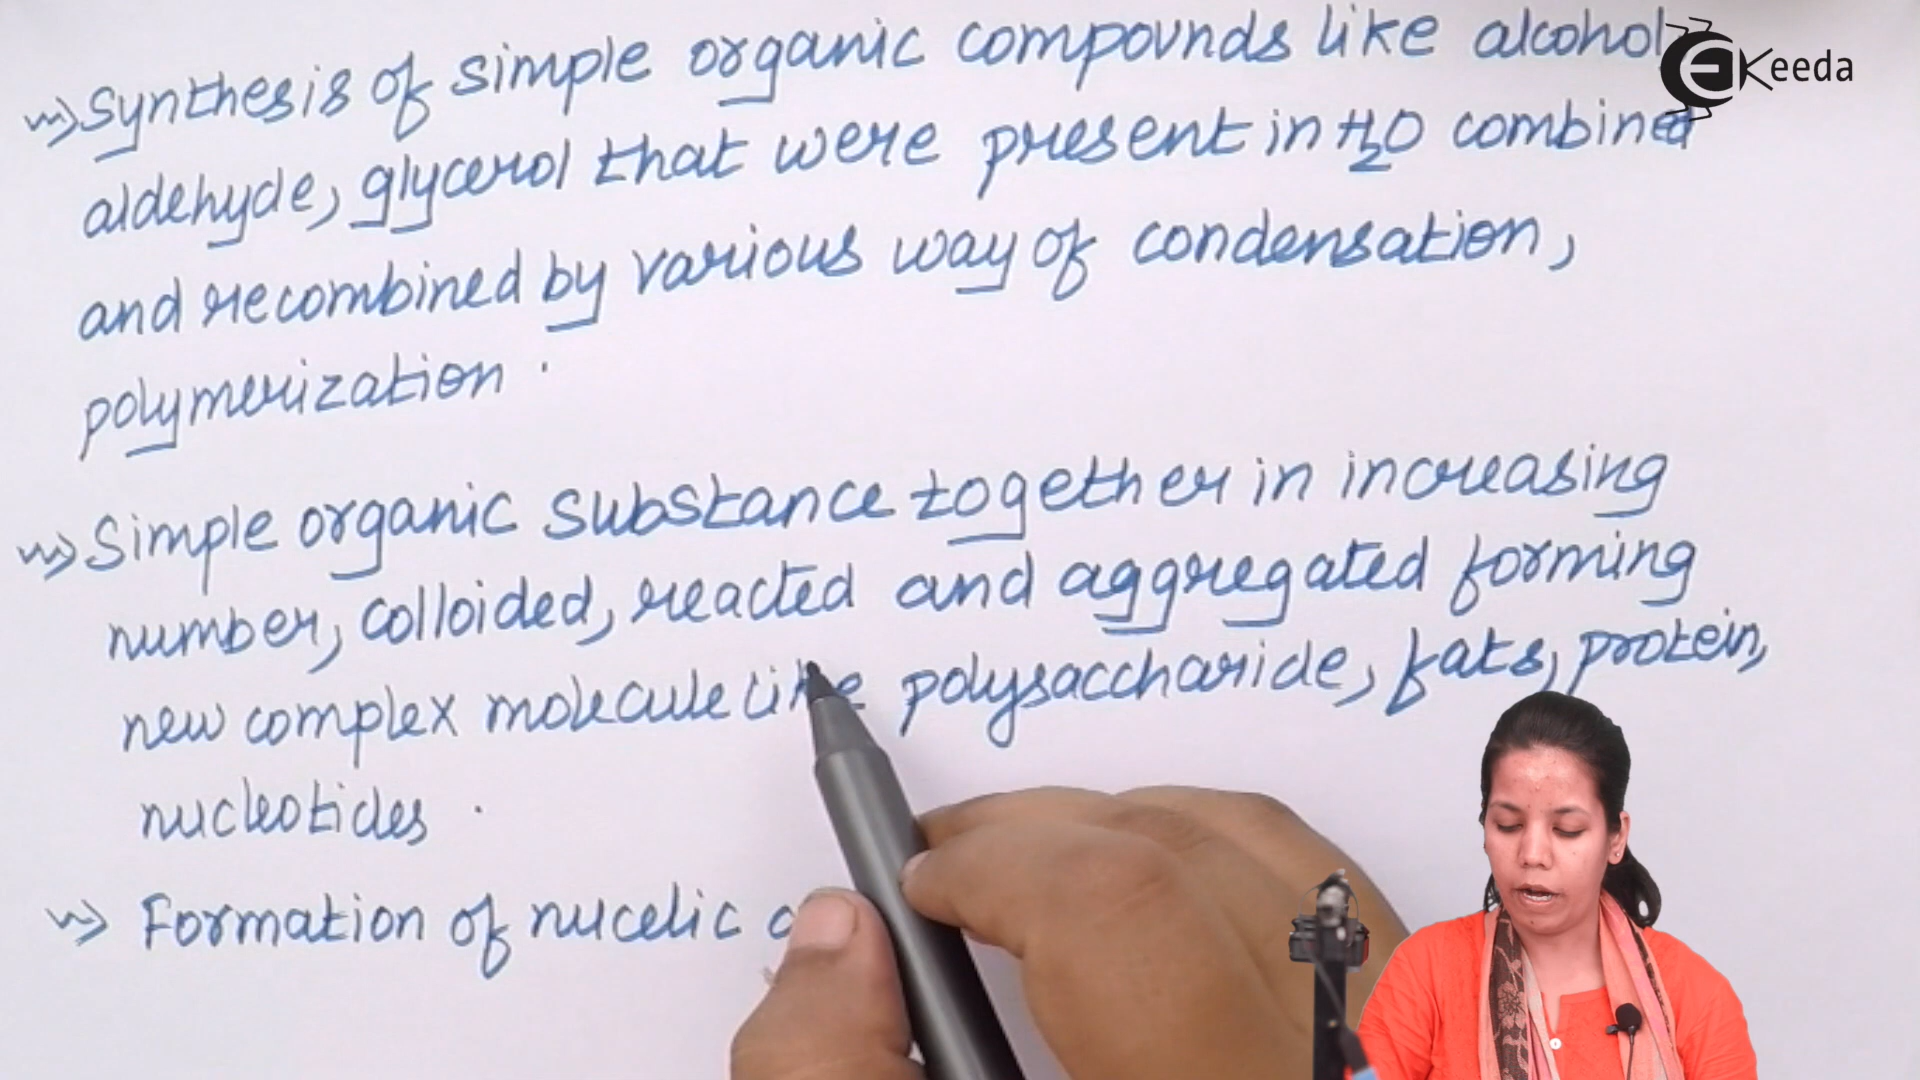 Synthesis of simple organic compounds like alcohol,
aldehyde, glycerol that were present in H2O combined
and recombined by various way of condensation,
polymerization.
Simple organic substance together in increasing
number, colloided, reacted and aggregated forming
new complex molecule like polysaccharide, fats, protein,
nucleotides.
Formation of nucelic
EKeeda